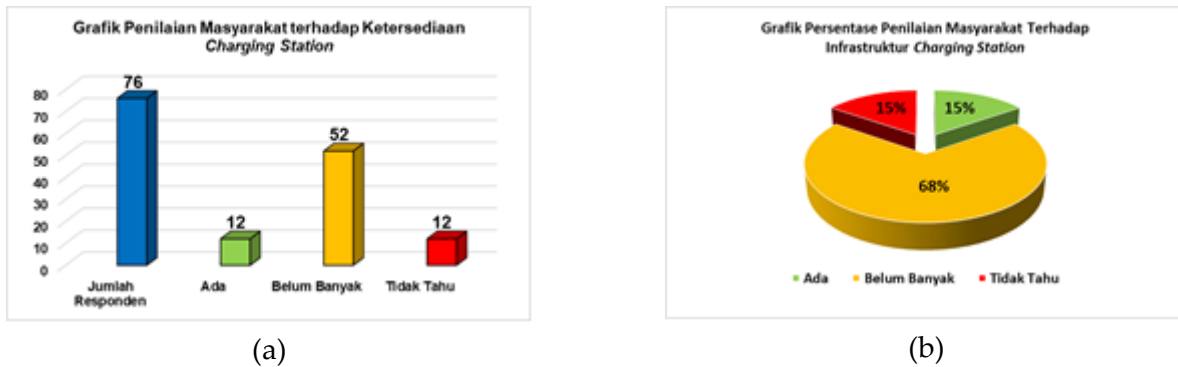 Grafik Penilaian Masyarakat terhadap Ketersediaan
Charging Station
76
12
52
12
80
70
60
50
40
30
20
10
0
Jumlah
Responden
Ada
Belum Banyak
Tidak Tahu
(a)
Grafik Persentase Penilaian Masyarakat Terhadap
Infrastruktur Charging Station
15%
15%
68%
Ada
Belum Banyak
Tidak Tahu
(b)